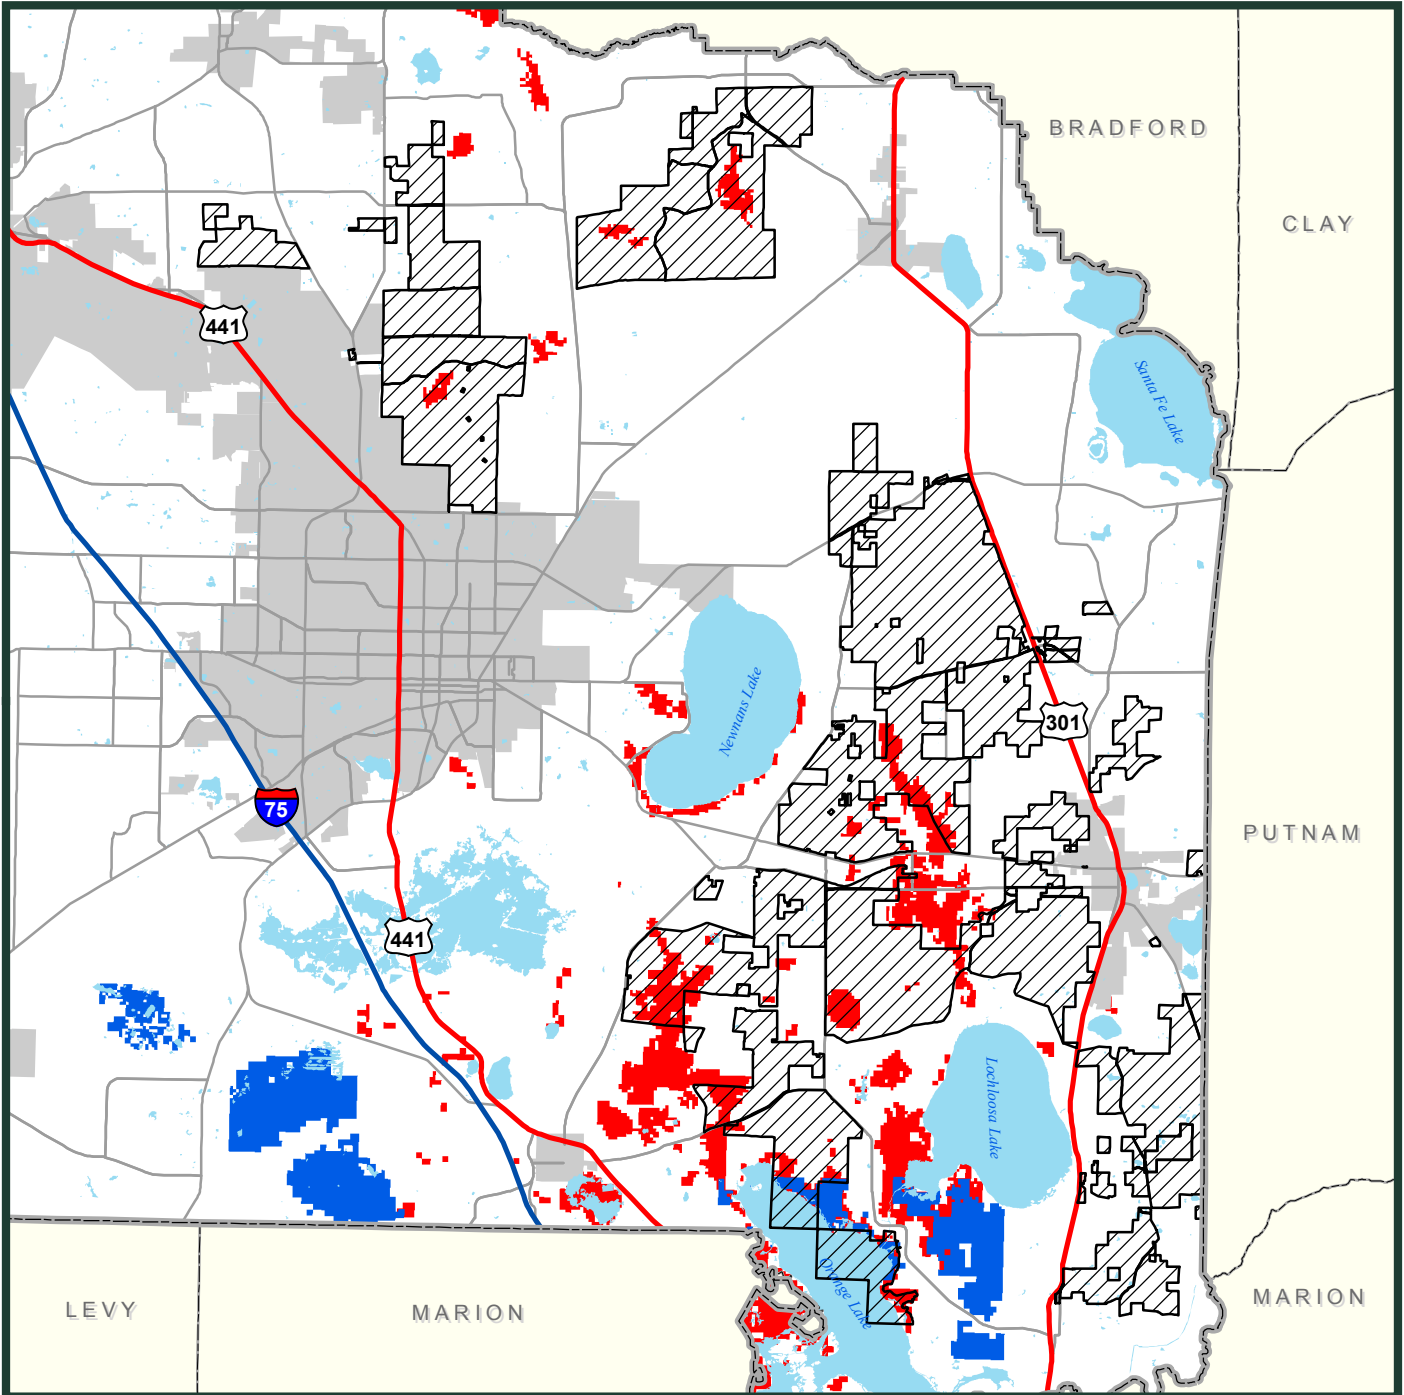 BRADFORD
CLAY
441
Santa Fe Lake
Newnans Lake
301
75
PUTNAM
441
Lochloosa Lake
Orange Lake
LEVY
MARION
MARION